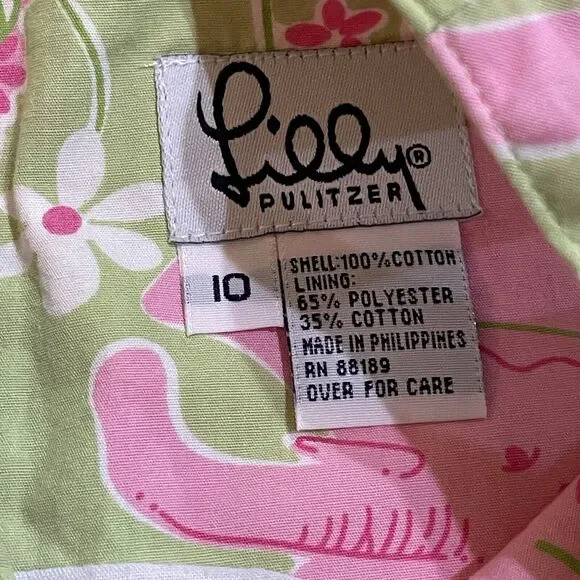 Lilly®
PULITZER
10
SHELL:100%COTTON
LINING:
65% POLYESTER
35% COTTON
MADE IN PHILIPPINES
RN 88189
OVER FOR CARE